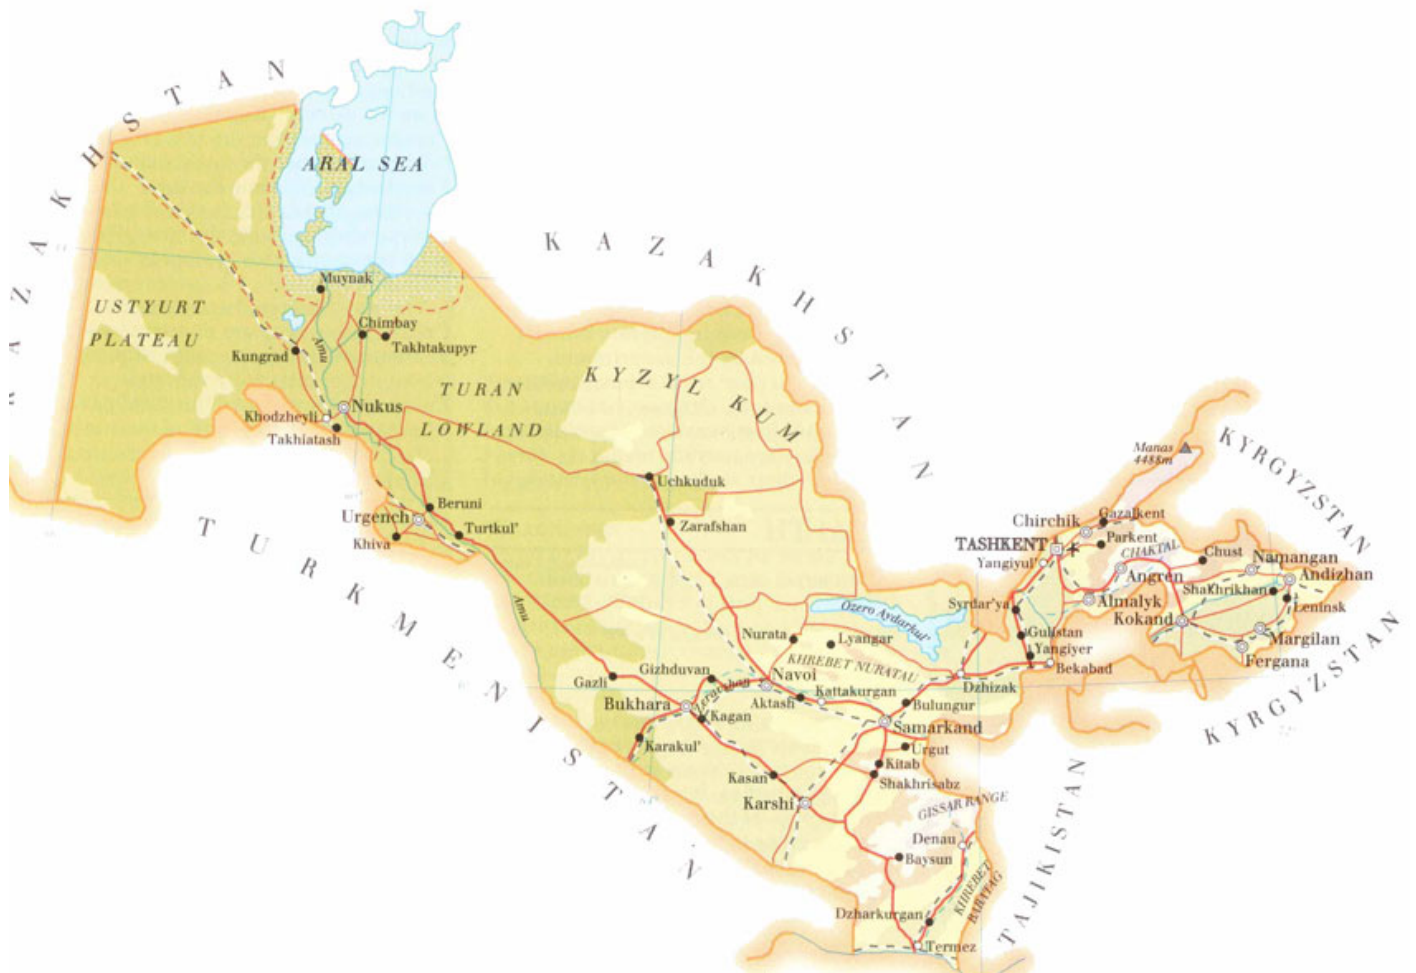 KAZAKHSTAN
ARAL SEA
KAZAKHSTAN
Muynak
USTYURT
PLATEAU
Chimbay
Takhtakupyr
Amu
Kungrad
KYZYL KUM
TURAN
LOWLAND
Nukus
Khodzheyli
Takhiatash
KYRGYZSTAN
Manas
4488m
Uchkuduk
Beruni
Urgench
Turtkul'
Khiva
Zarafshan
TURKMENISTAN
Chirchik
Gazalkent
TASHKENT
Parkent
Yangiyul'
CHAKTAL
Chust
Namangan
Angren
Andizhan
Shakhrikhan
Almalyk
Leninsk
Kokand
Margilan
Fergana
Syrdar'ya
Gulistan
Yangiyer
Bekabad
Amu
Ozero Aydarkul'
Nurata
Lyangar
KHREBET NURATAU
Gizhduvan
Navoi
Dzhizak
Gazli
Zeravshan
Aktash
Kattakurgan
Bukhara
Kagan
Bulungur
Samarkand
KYRGYZSTAN
Karakul'
Urgut
Kitab
Kasan
Shakhrisabz
Karshi
GISSAR RANGE
Denau
Baysun
KHREBET
BABATAG
TAJIKISTAN
Dzharkurgan
Termez